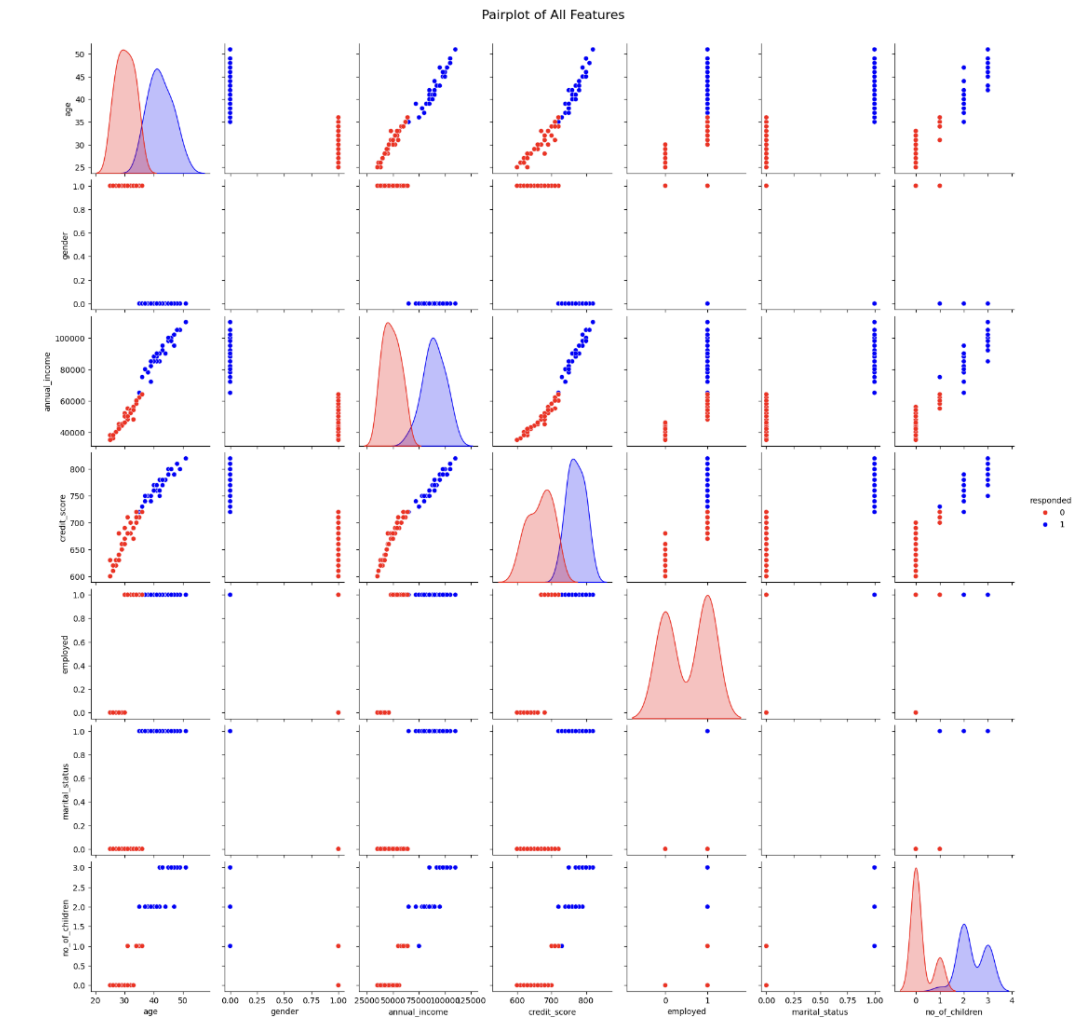 Pairplot of All Features
50
45
40
35
30
25
age
1.0
0.8
0.6
0.4
0.2
0.0
gender
100000
80000
60000
40000
annual_income
800
750
700
650
600
credit_score
responded
0
1
1.0
0.8
0.6
0.4
0.2
0.0
employed
1.0
0.8
0.6
0.4
0.2
0.0
marital_status
3.0
2.5
2.0
1.5
1.0
0.5
0.0
no_of_children
20 30 40 50
0.00 0.25 0.50 0.75 1.00
25000 50000 75000 100000 125000
600 700 800
0 1
0.00 0.25 0.50 0.75 1.00
0 1 2 3 4
age gender annual_income credit_score employed marital_status no_of_children